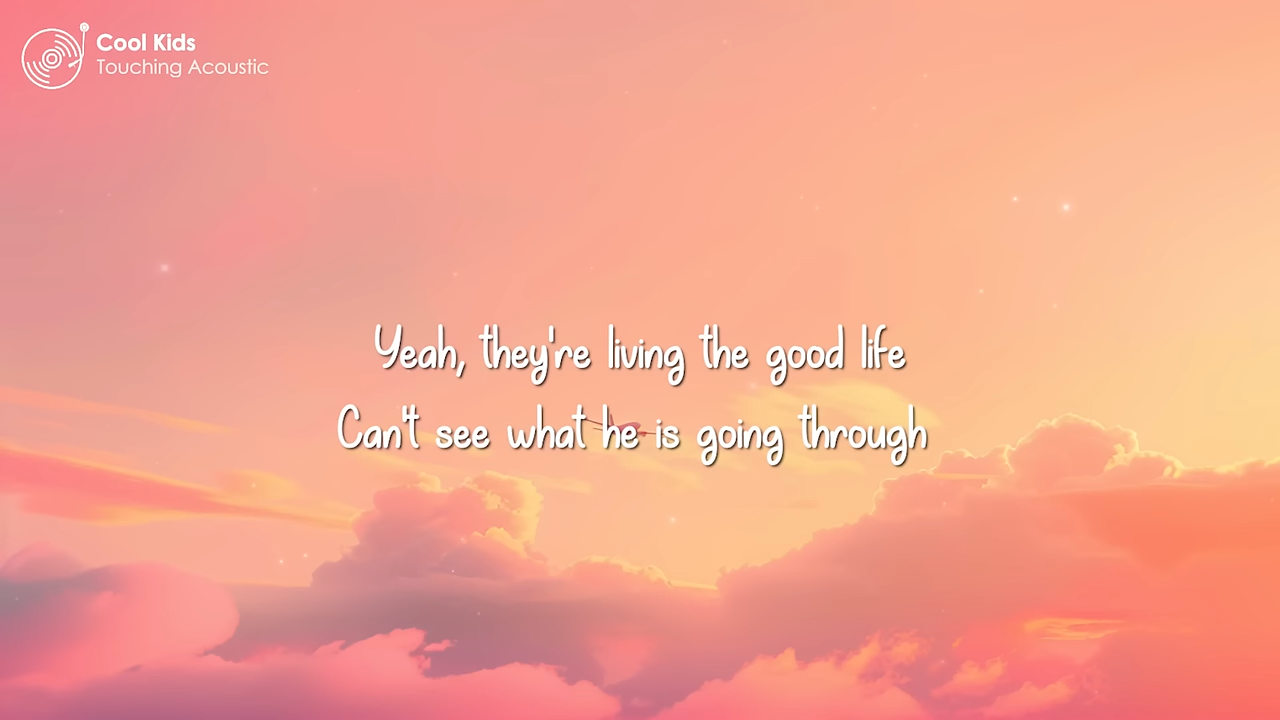 Cool Kids
Touching Acoustic
Yeah, they're living the good life
Can't see what he is going through